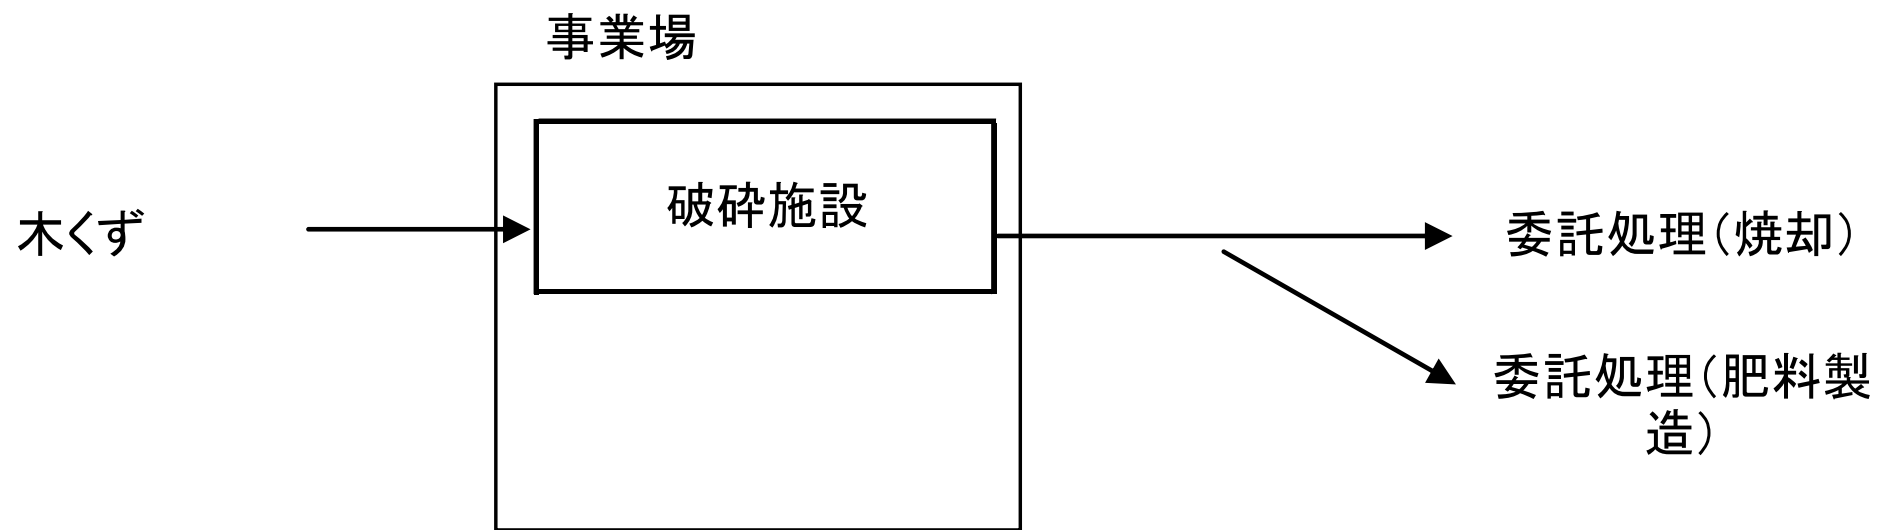 事業場
破砕施設
木くず
委託処理（焼却）
委託処理（肥料製
造）